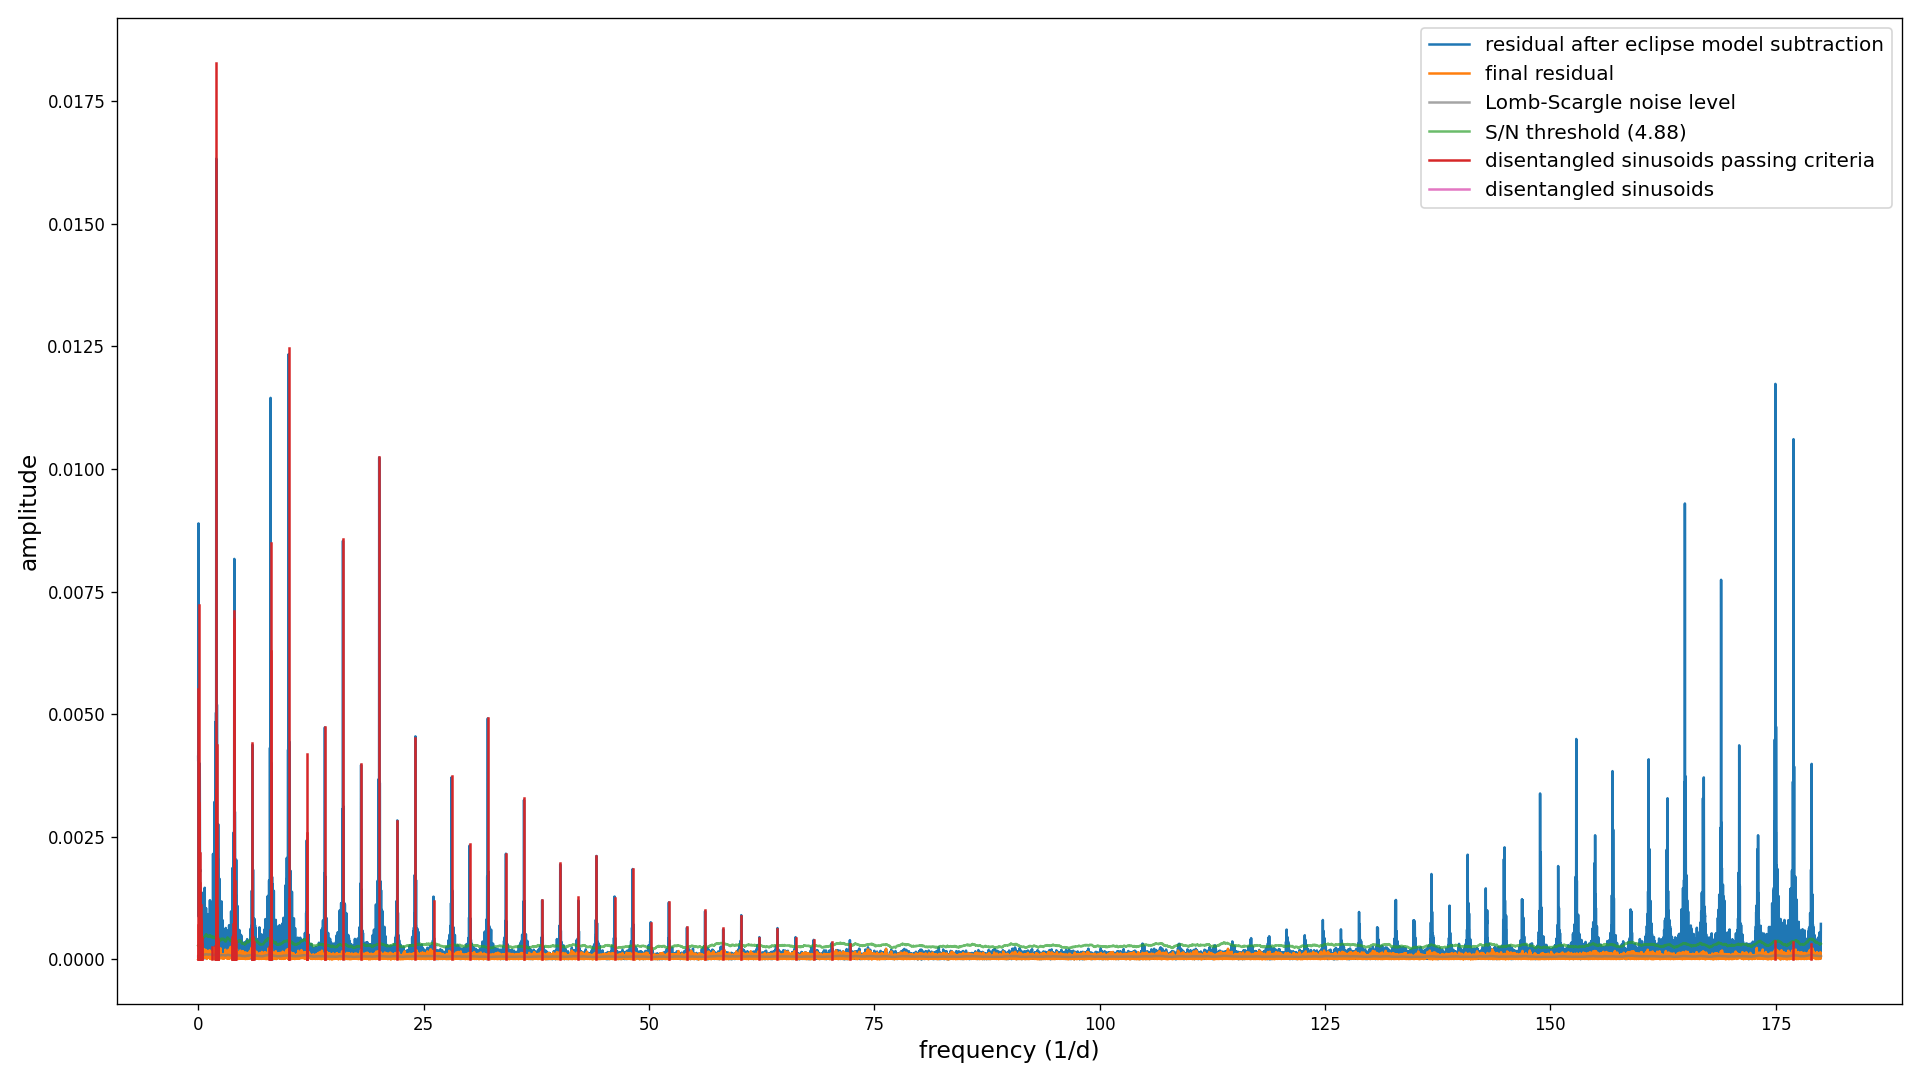 residual after eclipse model subtraction
final residual
Lomb-Scargle noise level
S/N threshold (4.88)
disentangled sinusoids passing criteria
disentangled sinusoids
amplitude
0.0175
0.0150
0.0125
0.0100
0.0075
0.0050
0.0025
0.0000
0 25 50 75 100 125 150 175
frequency (1/d)